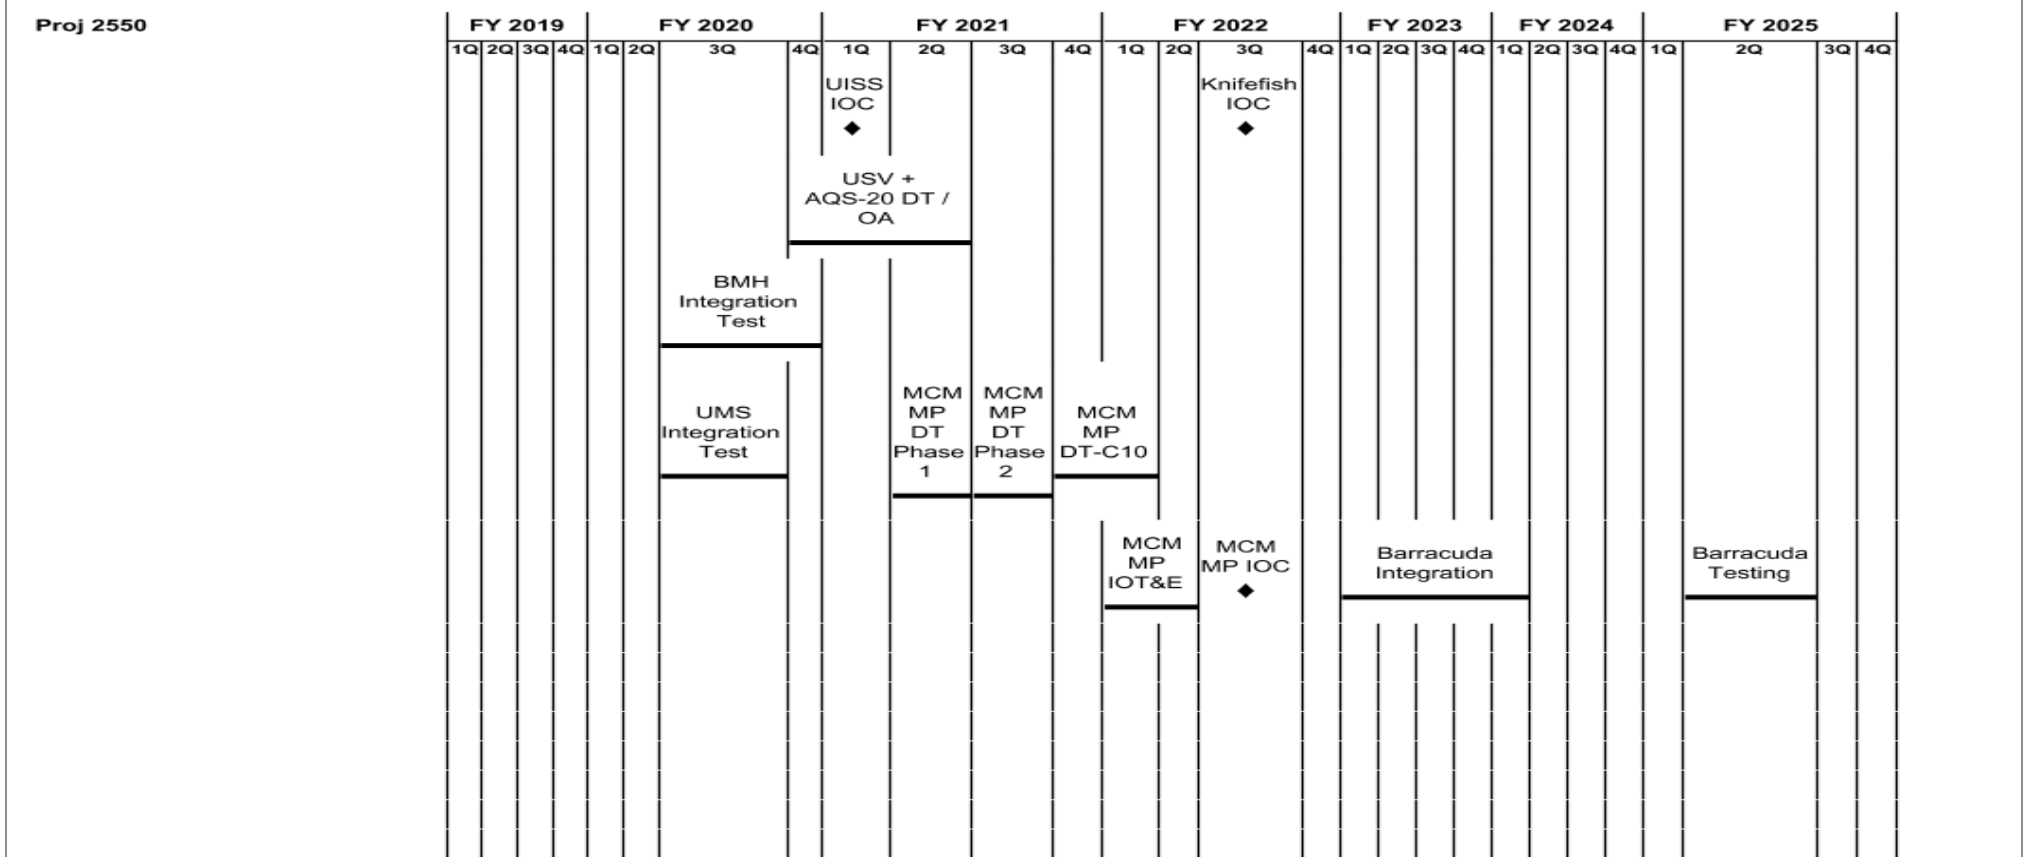 Proj 2550
FY 2019 FY 2020 FY 2021 FY 2022 FY 2023 FY 2024 FY 2025
1Q 2Q 3Q 4Q 1Q 2Q 3Q 4Q 1Q 2Q 3Q 4Q 1Q 2Q 3Q 4Q 1Q 2Q 3Q 4Q 1Q 2Q 3Q 4Q 1Q 2Q 3Q 4Q
UISS
IOC
Knifefish
IOC
USV +
AQS-20 DT /
OA
BMH
Integration
Test
UMS
Integration
Test
MCM
MP
DT
Phase
1
MCM
MP
DT
Phase
2
MCM
MP
DT-C10
MCM
MP
IOT&E
MCM
MP IOC
Barracuda
Integration
Barracuda
Testing